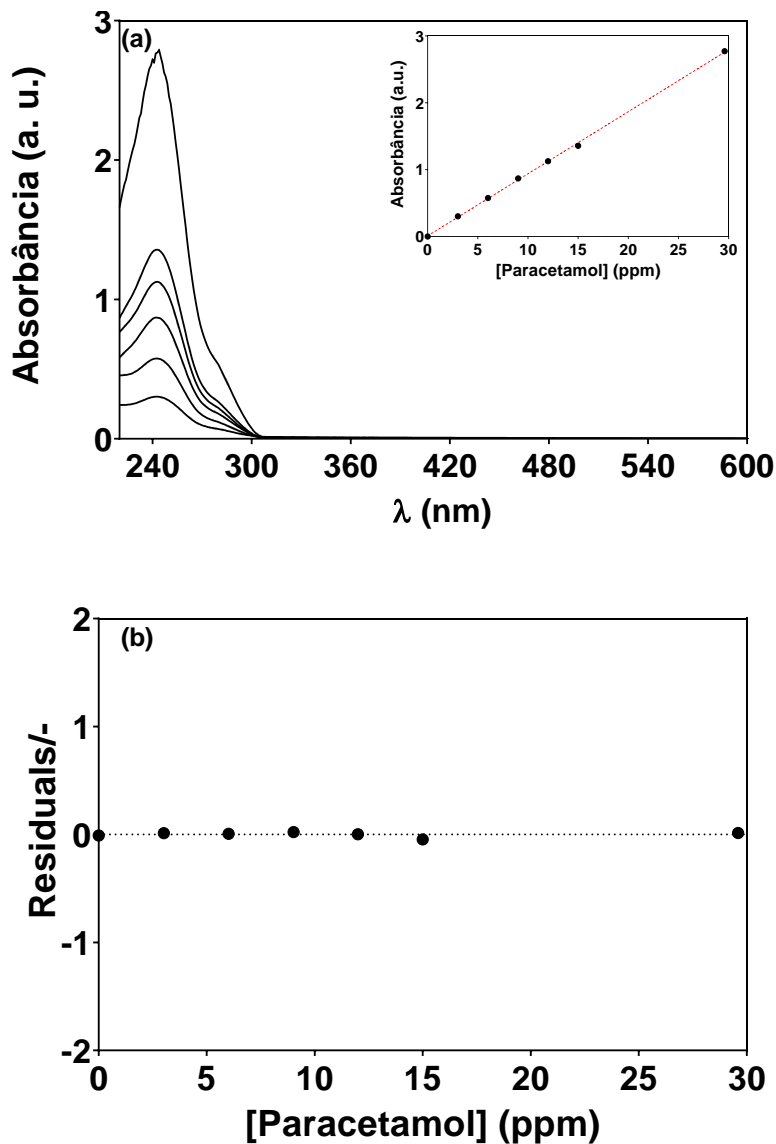 (a)
Absorbância (a. u.)
3
2
1
0
240 300 360 420 480 540 600
λ (nm)
Absorbância (a.u.)
3
2
1
0
0 5 10 15 20 25 30
[Paracetamol] (ppm)
(b)
Residuals/-
2
1
0
-1
-2
0 5 10 15 20 25 30
[Paracetamol] (ppm)